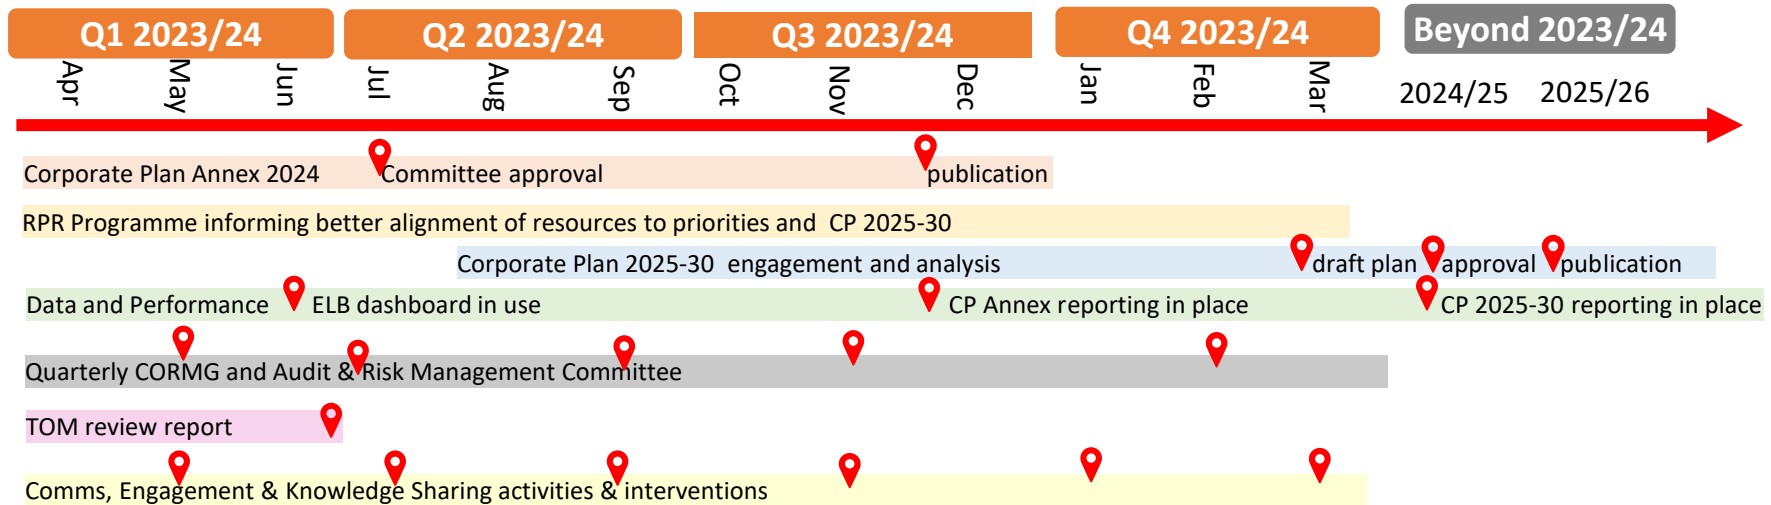 Q1 2023/24 Q2 2023/24 Q3 2023/24 Q4 2023/24 Beyond 2023/24
Apr May Jun Jul Aug Sep Oct Nov Dec Jan Feb Mar 2024/25 2025/26
Corporate Plan Annex 2024 Committee approval publication
RPR Programme informing better alignment of resources to priorities and CP 2025-30
Corporate Plan 2025-30 engagement and analysis draft plan approval publication
Data and Performance ELB dashboard in use CP Annex reporting in place CP 2025-30 reporting in place
Quarterly CORMG and Audit & Risk Management Committee
TOM review report
Comms, Engagement & Knowledge Sharing activities & interventions